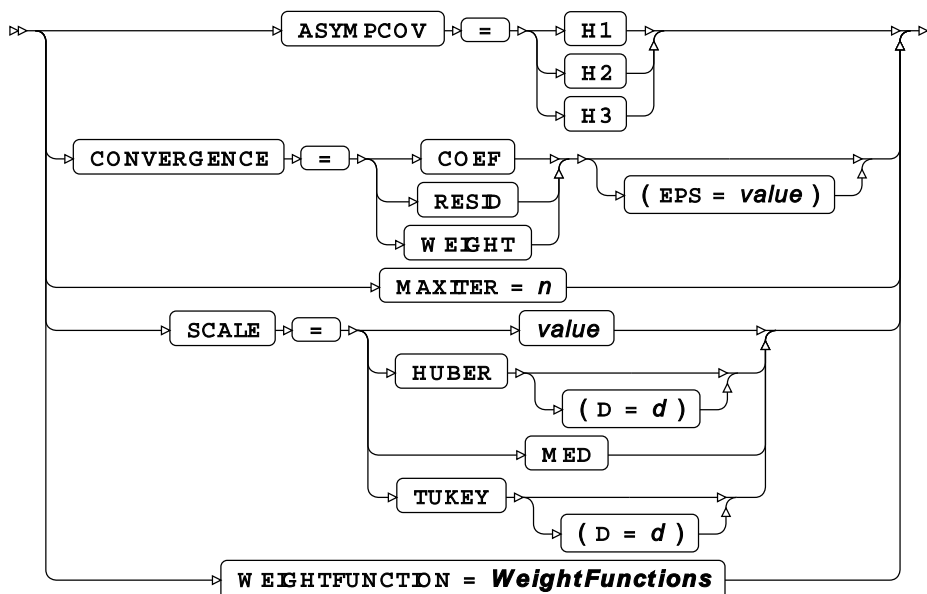 ASYMPCOV = H1
H2
H3
CONVERGENCE = COEF
RESID ( EPS = value )
WEIGHT
MAXITER = n
SCALE = value
HUBER
( D = d )
MED
TUKEY
( D = d )
WEIGHTFUNCTION = WeightFunctions